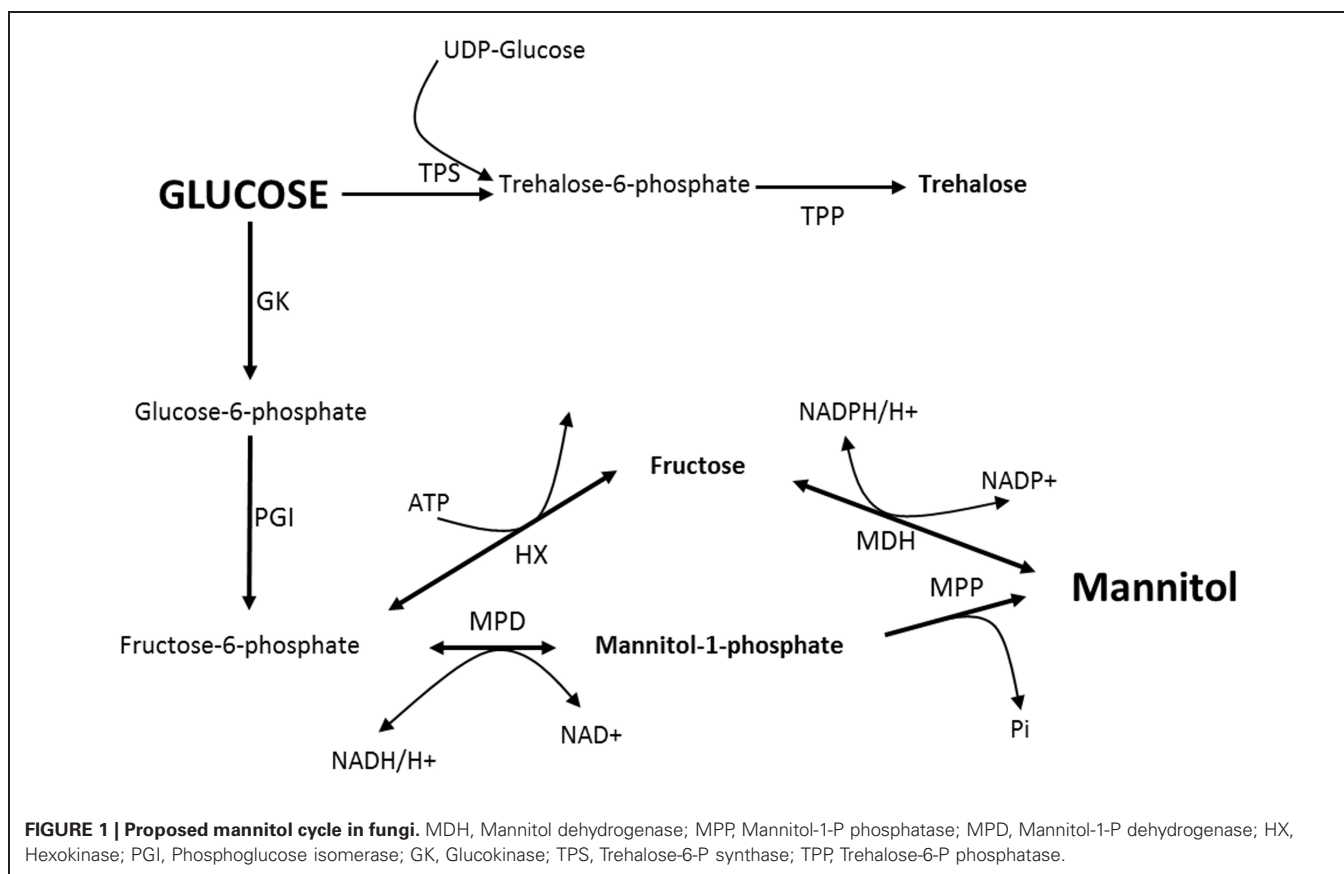 UDP-Glucose
TPS
GLUCOSE
Trehalose-6-phosphate
Trehalose
TPP
GK
Glucose-6-phosphate
NADPH/H+
Fructose
NADP+
ATP
PGI
MDH
HX
MPP
Mannitol
MPD
Fructose-6-phosphate
Mannitol-1-phosphate
Pi
NAD+
NADH/H+
FIGURE 1 | Proposed mannitol cycle in fungi. MDH, Mannitol dehydrogenase; MPP, Mannitol-1-P phosphatase; MPD, Mannitol-1-P dehydrogenase; HX,
Hexokinase; PGI, Phosphoglucose isomerase; GK, Glucokinase; TPS, Trehalose-6-P synthase; TPP, Trehalose-6-P phosphatase.